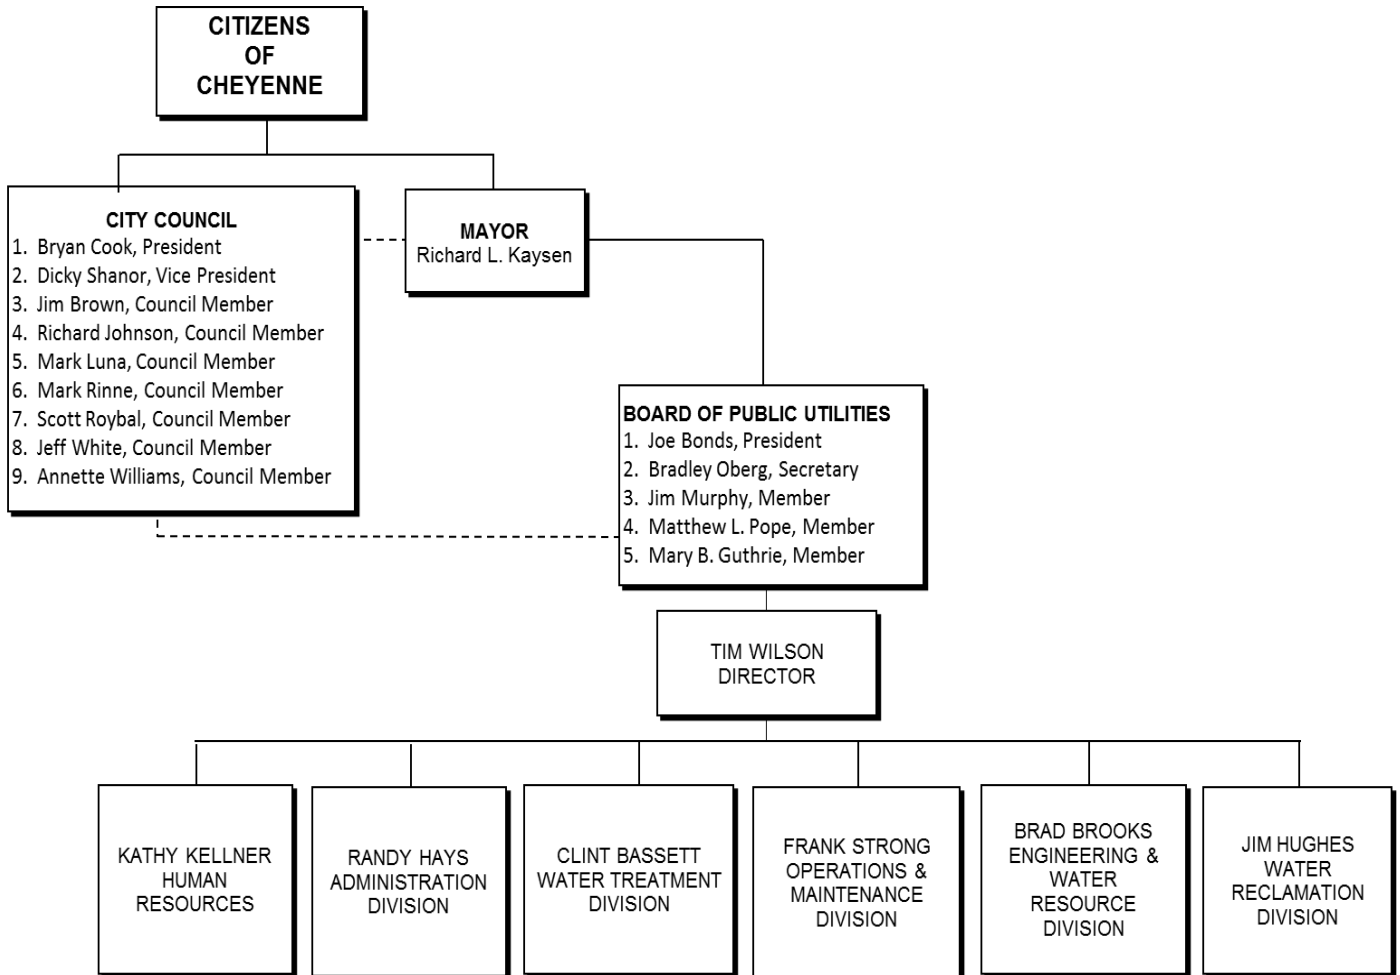 CITIZENS
OF
CHEYENNE
CITY COUNCIL
1. Bryan Cook, President
2. Dicky Shanor, Vice President
3. Jim Brown, Council Member
4. Richard Johnson, Council Member
5. Mark Luna, Council Member
6. Mark Rinne, Council Member
7. Scott Roybal, Council Member
8. Jeff White, Council Member
9. Annette Williams, Council Member
MAYOR
Richard L. Kaysen
BOARD OF PUBLIC UTILITIES
1. Joe Bonds, President
2. Bradley Oberg, Secretary
3. Jim Murphy, Member
4. Matthew L. Pope, Member
5. Mary B. Guthrie, Member
TIM WILSON
DIRECTOR
KATHY KELLNER
HUMAN
RESOURCES
RANDY HAYS
ADMINISTRATION
DIVISION
CLINT BASSETT
WATER TREATMENT
DIVISION
FRANK STRONG
OPERATIONS &
MAINTENANCE
DIVISION
BRAD BROOKS
ENGINEERING &
WATER
RESOURCE
DIVISION
JIM HUGHES
WATER
RECLAMATION
DIVISION